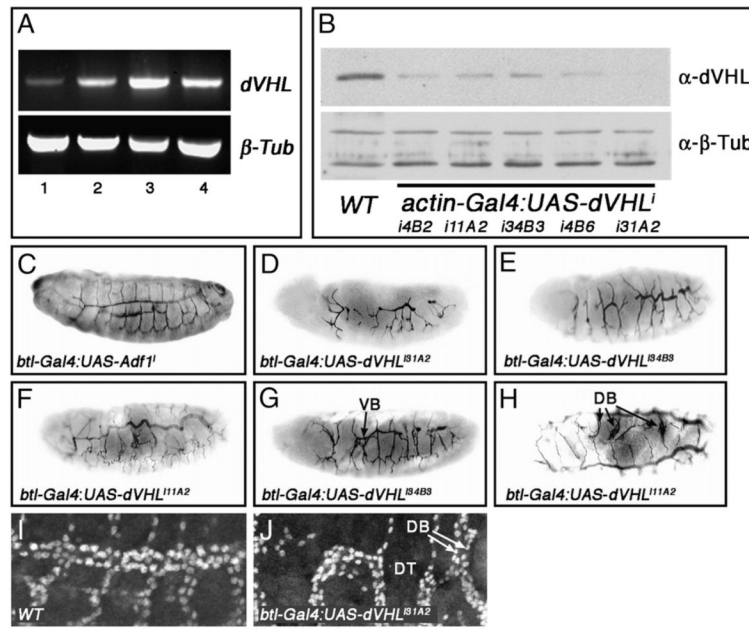 A
dVHL
β-Tub
1 2 3 4
B
α-dVHL
α-β-Tub
WT actin-Gal4:UAS-dVHLⁱ
i4B2 i11A2 i34B3 i4B6 i31A2
C
btl-Gal4:UAS-Adf1ⁱ
D
btl-Gal4:UAS-dVHLⁱ³¹ᴬ²
E
btl-Gal4:UAS-dVHLⁱ³⁴ᴮ³
F
btl-Gal4:UAS-dVHLⁱ¹¹ᴬ²
G
VB
btl-Gal4:UAS-dVHLⁱ³⁴ᴮ³
H
DB
btl-Gal4:UAS-dVHLⁱ¹¹ᴬ²
I
WT
J
DB
DT
btl-Gal4:UAS-dVHLⁱ³¹ᴬ²